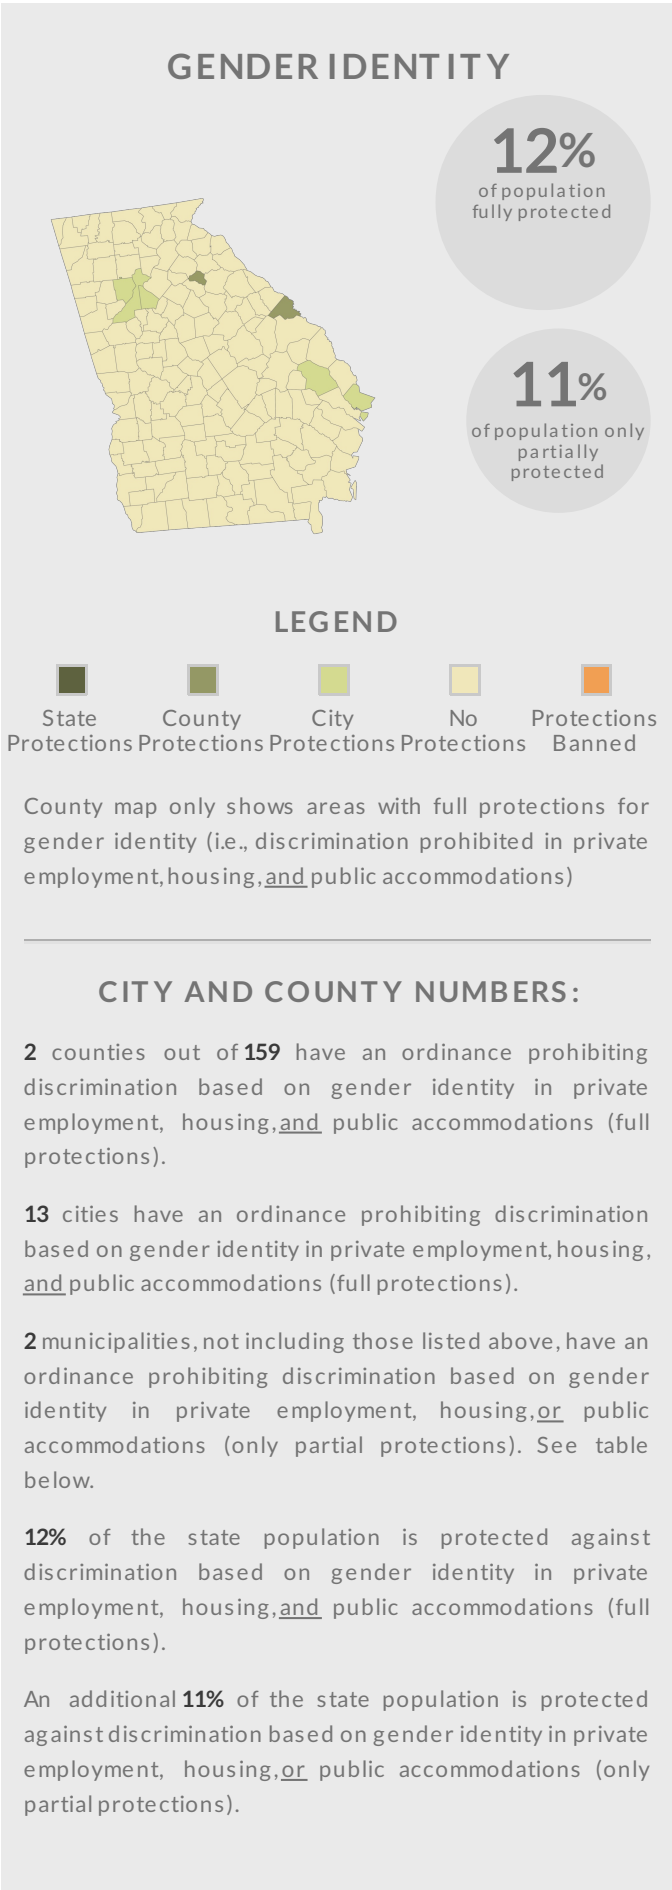 GENDER IDENTITY
12%
of population
fully protected
11%
of population only
partially
protected
LEGEND
State
Protections
County
Protections
City
Protections
No
Protections
Protections
Banned
County map only shows areas with full protections for
gender identity (i.e., discrimination prohibited in private
employment, housing, and public accommodations)
CITY AND COUNTY NUMBERS:
2 counties out of 159 have an ordinance prohibiting
discrimination based on gender identity in private
employment, housing, and public accommodations (full
protections).
13 cities have an ordinance prohibiting discrimination
based on gender identity in private employment, housing,
and public accommodations (full protections).
2 municipalities, not including those listed above, have an
ordinance prohibiting discrimination based on gender
identity in private employment, housing, or public
accommodations (only partial protections). See table
below.
12% of the state population is protected against
discrimination based on gender identity in private
employment, housing, and public accommodations (full
protections).
An additional 11% of the state population is protected
against discrimination based on gender identity in private
employment, housing, or public accommodations (only
partial protections).